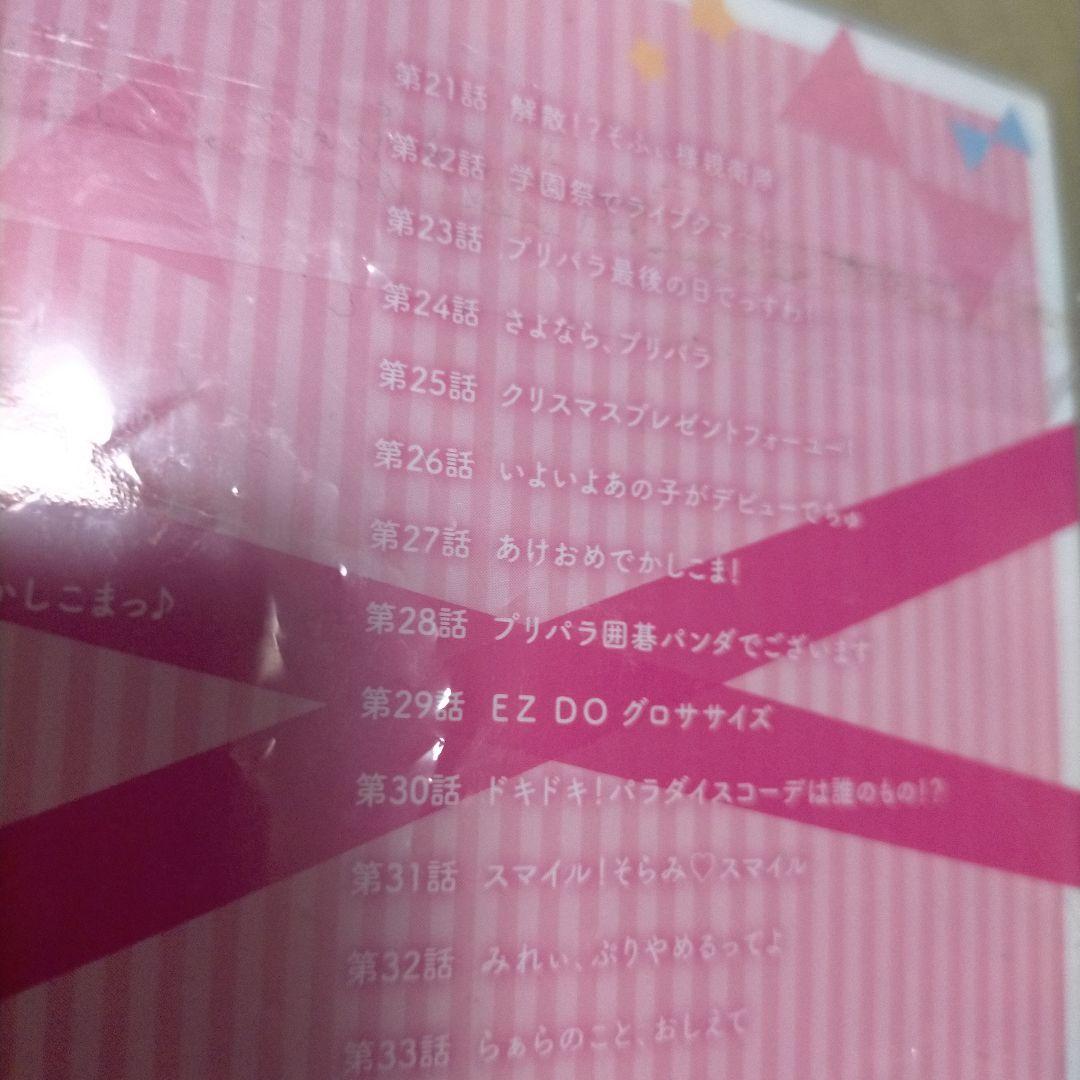 第21話 解散!?そふぃ様親衛隊
第22話 学園祭でライブクマー!
第23話 プリパラ最後の日でっすわ!
第24話 さよなら、プリパラ
第25話 クリスマスプレゼントフォーユー!
第26話 いよいよあの子がデビューでちゅ
第27話 あけおめでかしこま!
かしこまっ♪
第28話 プリパラ囲碁パンダでございます
第29話 EZ DO グロササイズ
第30話 ドキドキ!パラダイスコーデは誰のもの!?
第31話 スマイル!そらみ♡スマイル
第32話 みれぃ、ぷりやめるってよ
第33話 らぁらのこと、おしえて